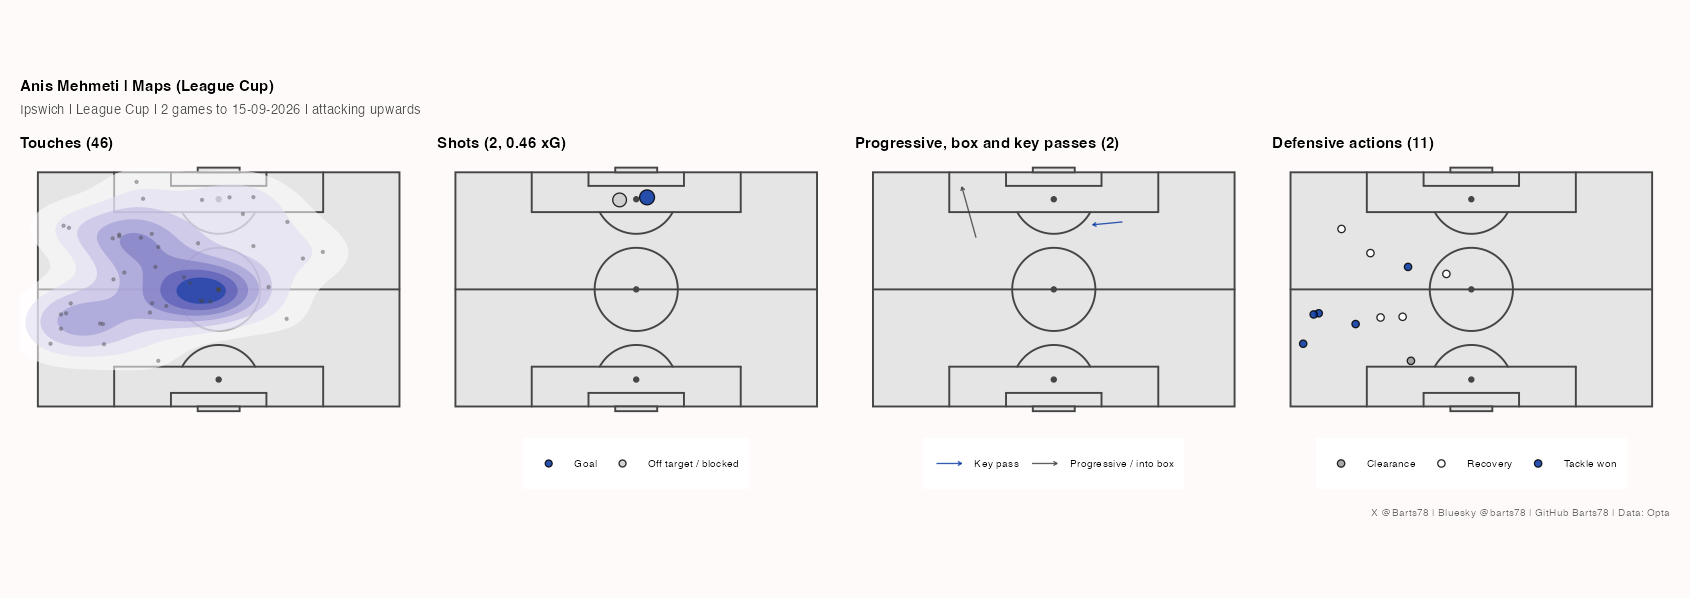 Anis Mehmeti | Maps (League Cup)
Ipswich | League Cup | 2 games to 15-09-2026 | attacking upwards
Touches (46)
Shots (2, 0.46 xG)
Progressive, box and key passes (2)
Defensive actions (11)
Goal
Off target / blocked
Key pass
Progressive / into box
Clearance
Recovery
Tackle won
X @Barts78 | Bluesky @barts78 | GitHub Barts78 | Data: Opta